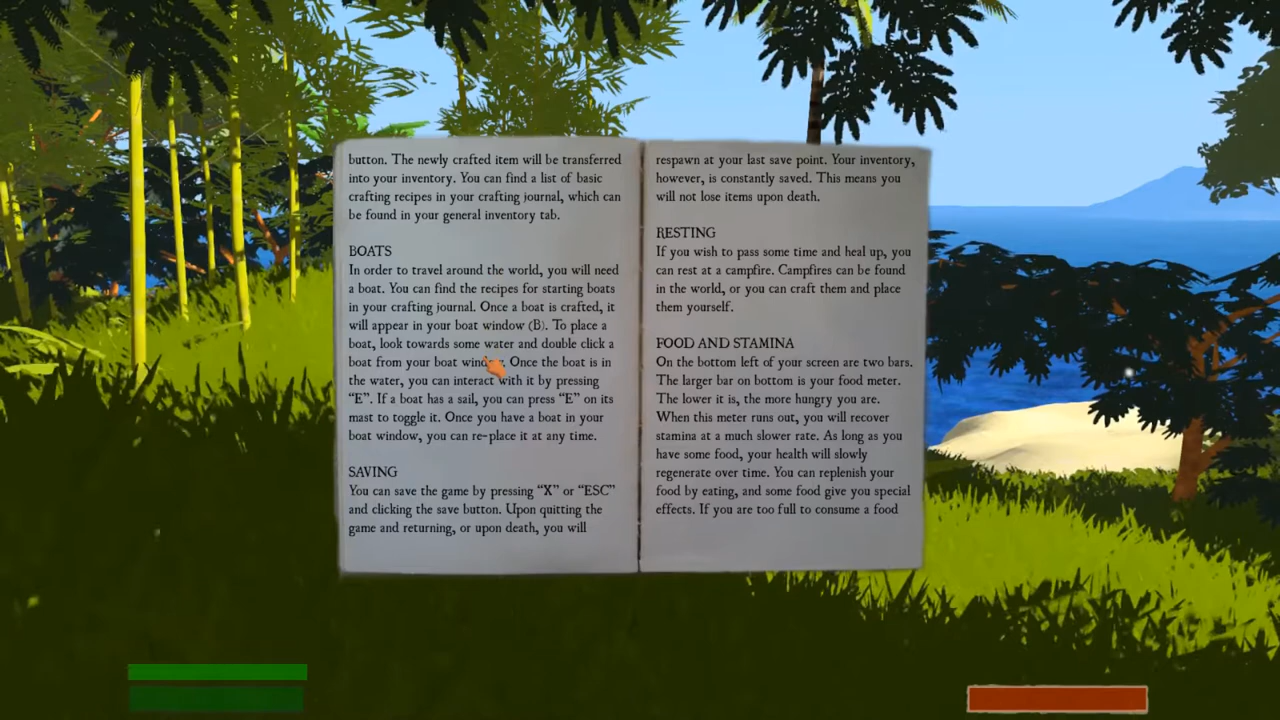 button. The newly crafted item will be transferred
into your inventory. You can find a list of basic
crafting recipes in your crafting journal, which can
be found in your general inventory tab.
BOATS
In order to travel around the world, you will need
a boat. You can find the recipes for starting boats
in your crafting journal. Once a boat is crafted, it
will appear in your boat window (B). To place a
boat, look towards some water and double click a
boat from your boat window. Once the boat is in
the water, you can interact with it by pressing
“E”. If a boat has a sail, you can press “E” on its
mast to toggle it. Once you have a boat in your
boat window, you can re-place it at any time.
SAVING
You can save the game by pressing “X” or “ESC”
and clicking the save button. Upon quitting the
game and returning, or upon death, you will
respawn at your last save point. Your inventory,
however, is constantly saved. This means you
will not lose items upon death.
RESTING
If you wish to pass some time and heal up, you
can rest at a campfire. Campfires can be found
in the world, or you can craft them and place
them yourself.
FOOD AND STAMINA
On the bottom left of your screen are two bars.
The larger bar on bottom is your food meter.
The lower it is, the more hungry you are.
When this meter runs out, you will recover
stamina at a much slower rate. As long as you
have some food, your health will slowly
regenerate over time. You can replenish your
food by eating, and some food give you special
effects. If you are too full to consume a food